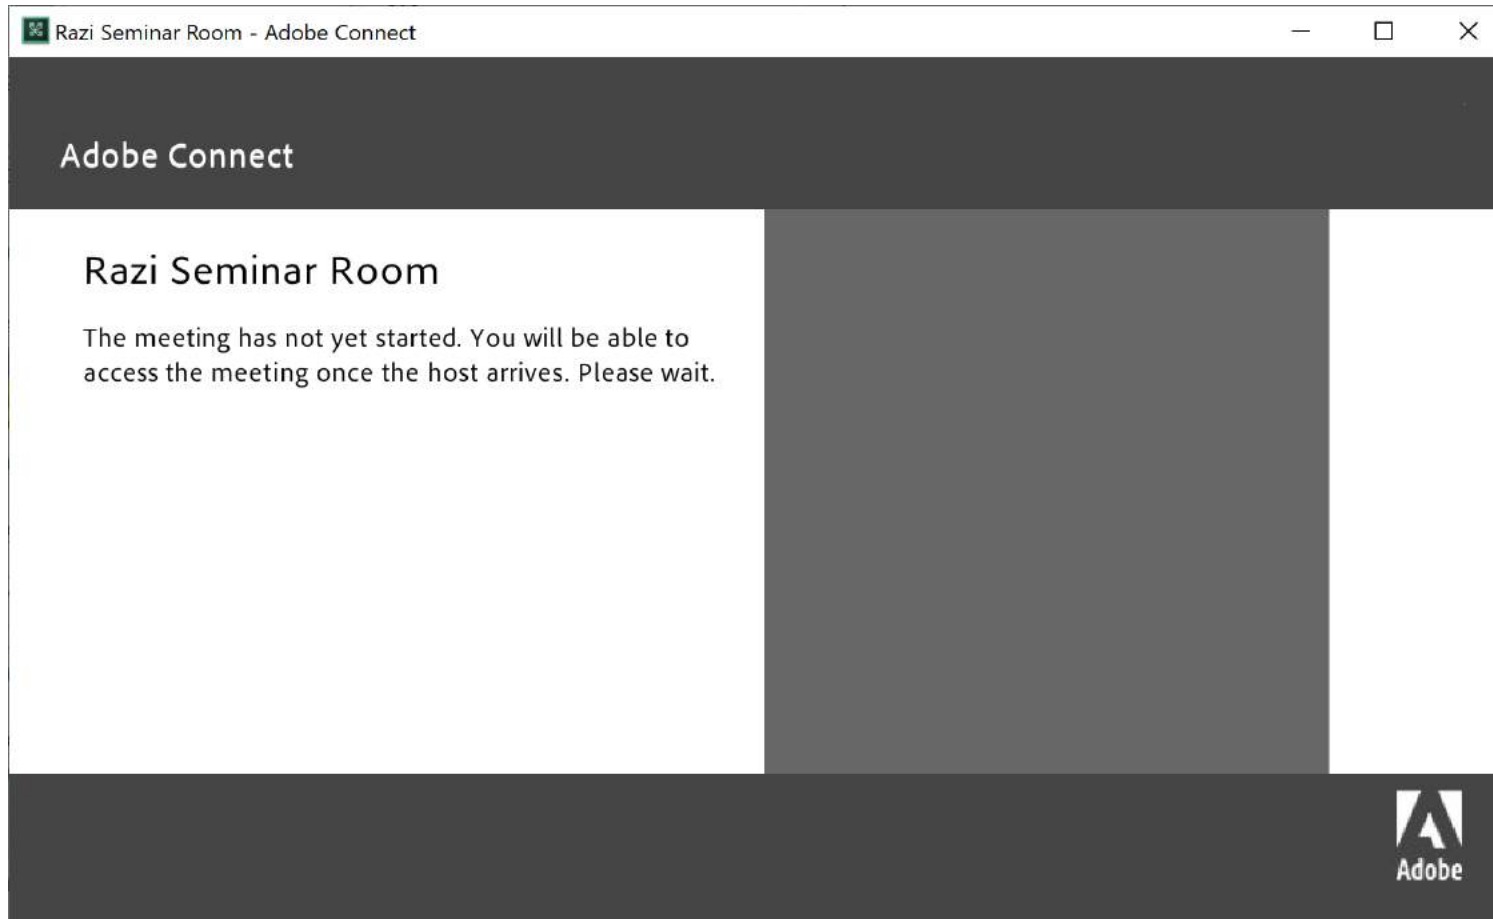 Razi Seminar Room - Adobe Connect
Adobe Connect
Razi Seminar Room
The meeting has not yet started. You will be able to
access the meeting once the host arrives. Please wait.
Adobe